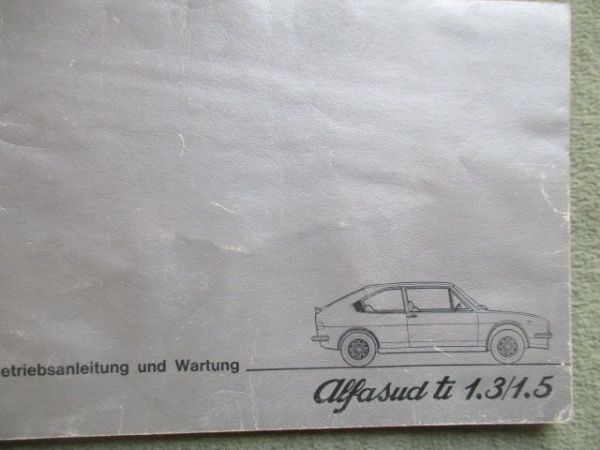 etriebsanleitung und Wartung
Alfasud ti 1.3/1.5